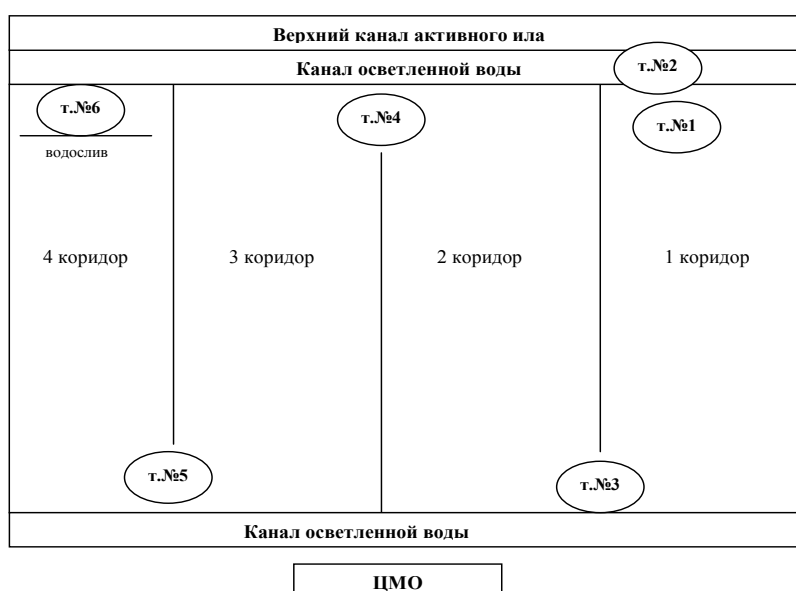 Верхний канал активного ила
Канал осветленной воды
т.№2
т.№6
т.№4
т.№1
водослив
4 коридор
3 коридор
2 коридор
1 коридор
т.№5
т.№3
Канал осветленной воды
ЦМО